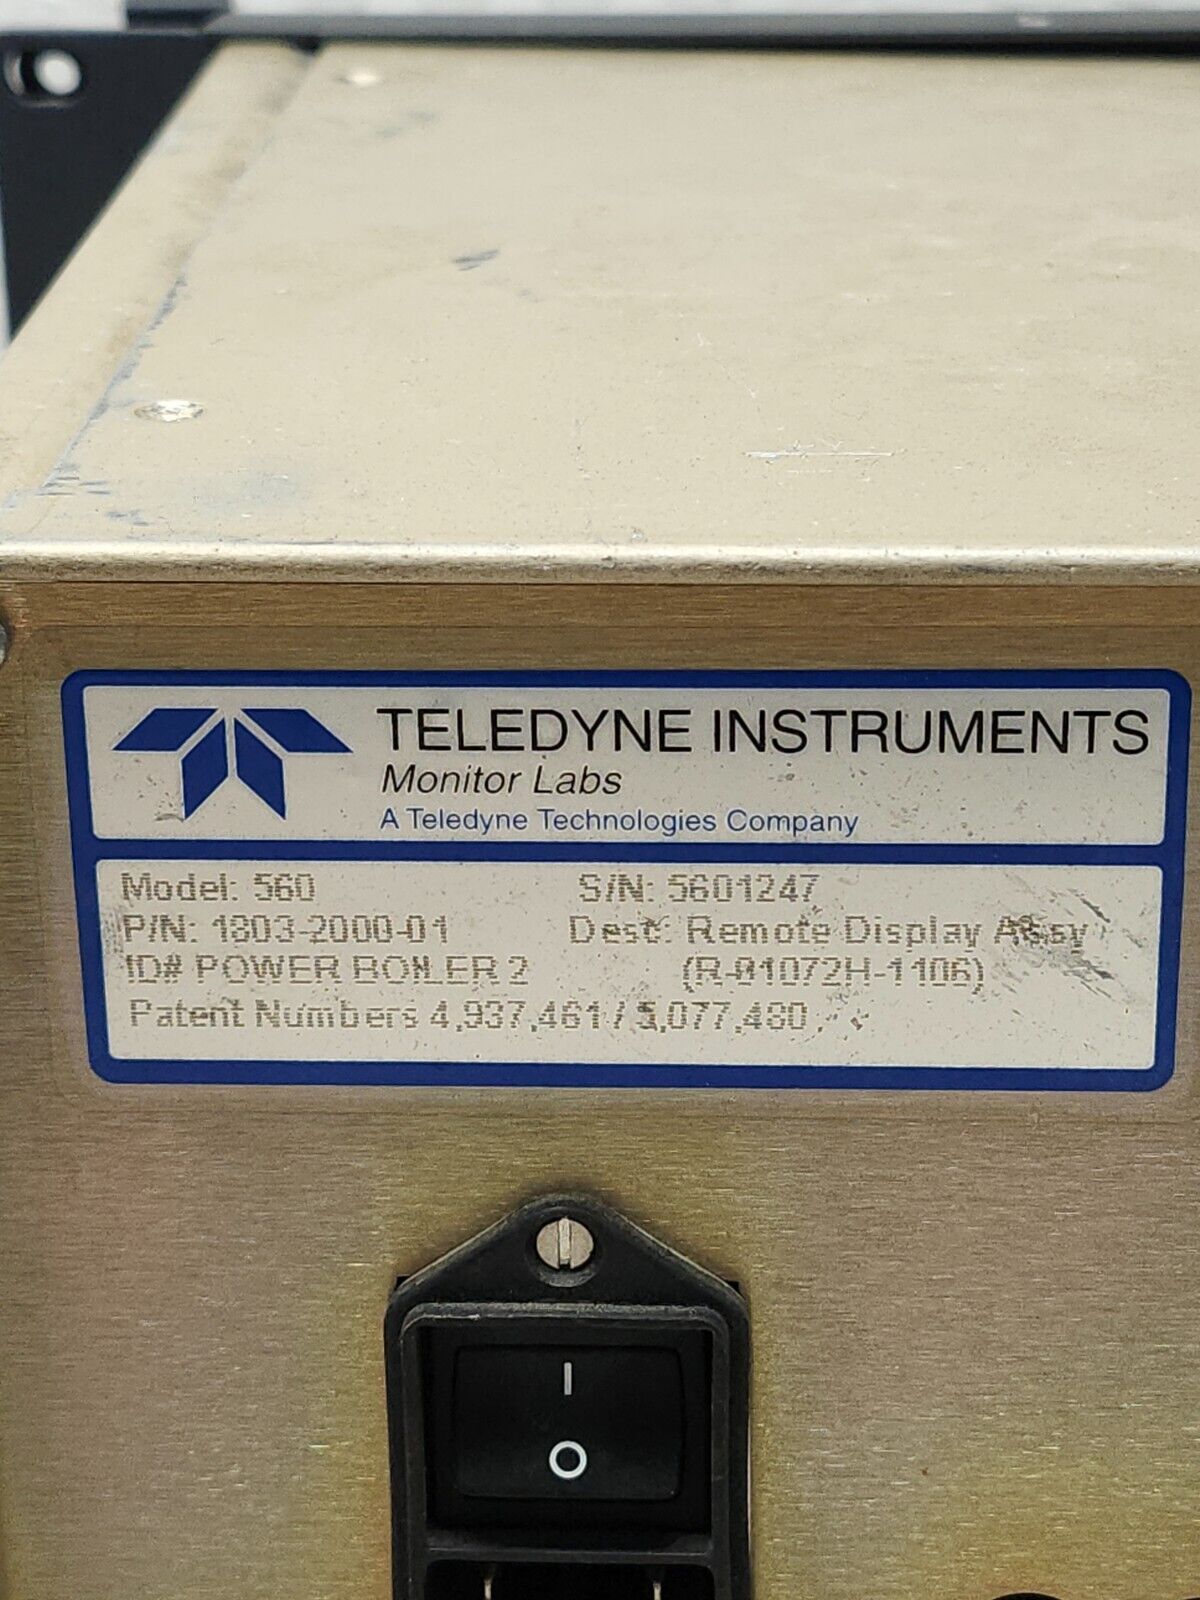 TELEDYNE INSTRUMENTS
Monitor Labs
A Teledyne Technologies Company
Model: 560 S/N: 5601247
P/N: 1803-2000-01 Desc: Remote Display Assy
ID# POWER BOILER 2 (R-01072H-1106)
Patent Numbers 4,937,461 / 5,077,480
I
O